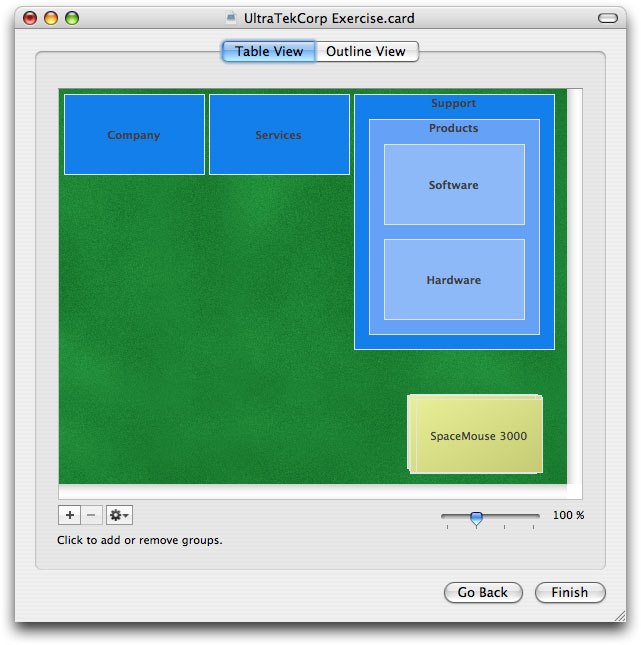 UltraTekCorp Exercise.card
Table View Outline View
Support
Products
Company Services
Software
Hardware
SpaceMouse 3000
100 %
Click to add or remove groups.
Go Back Finish